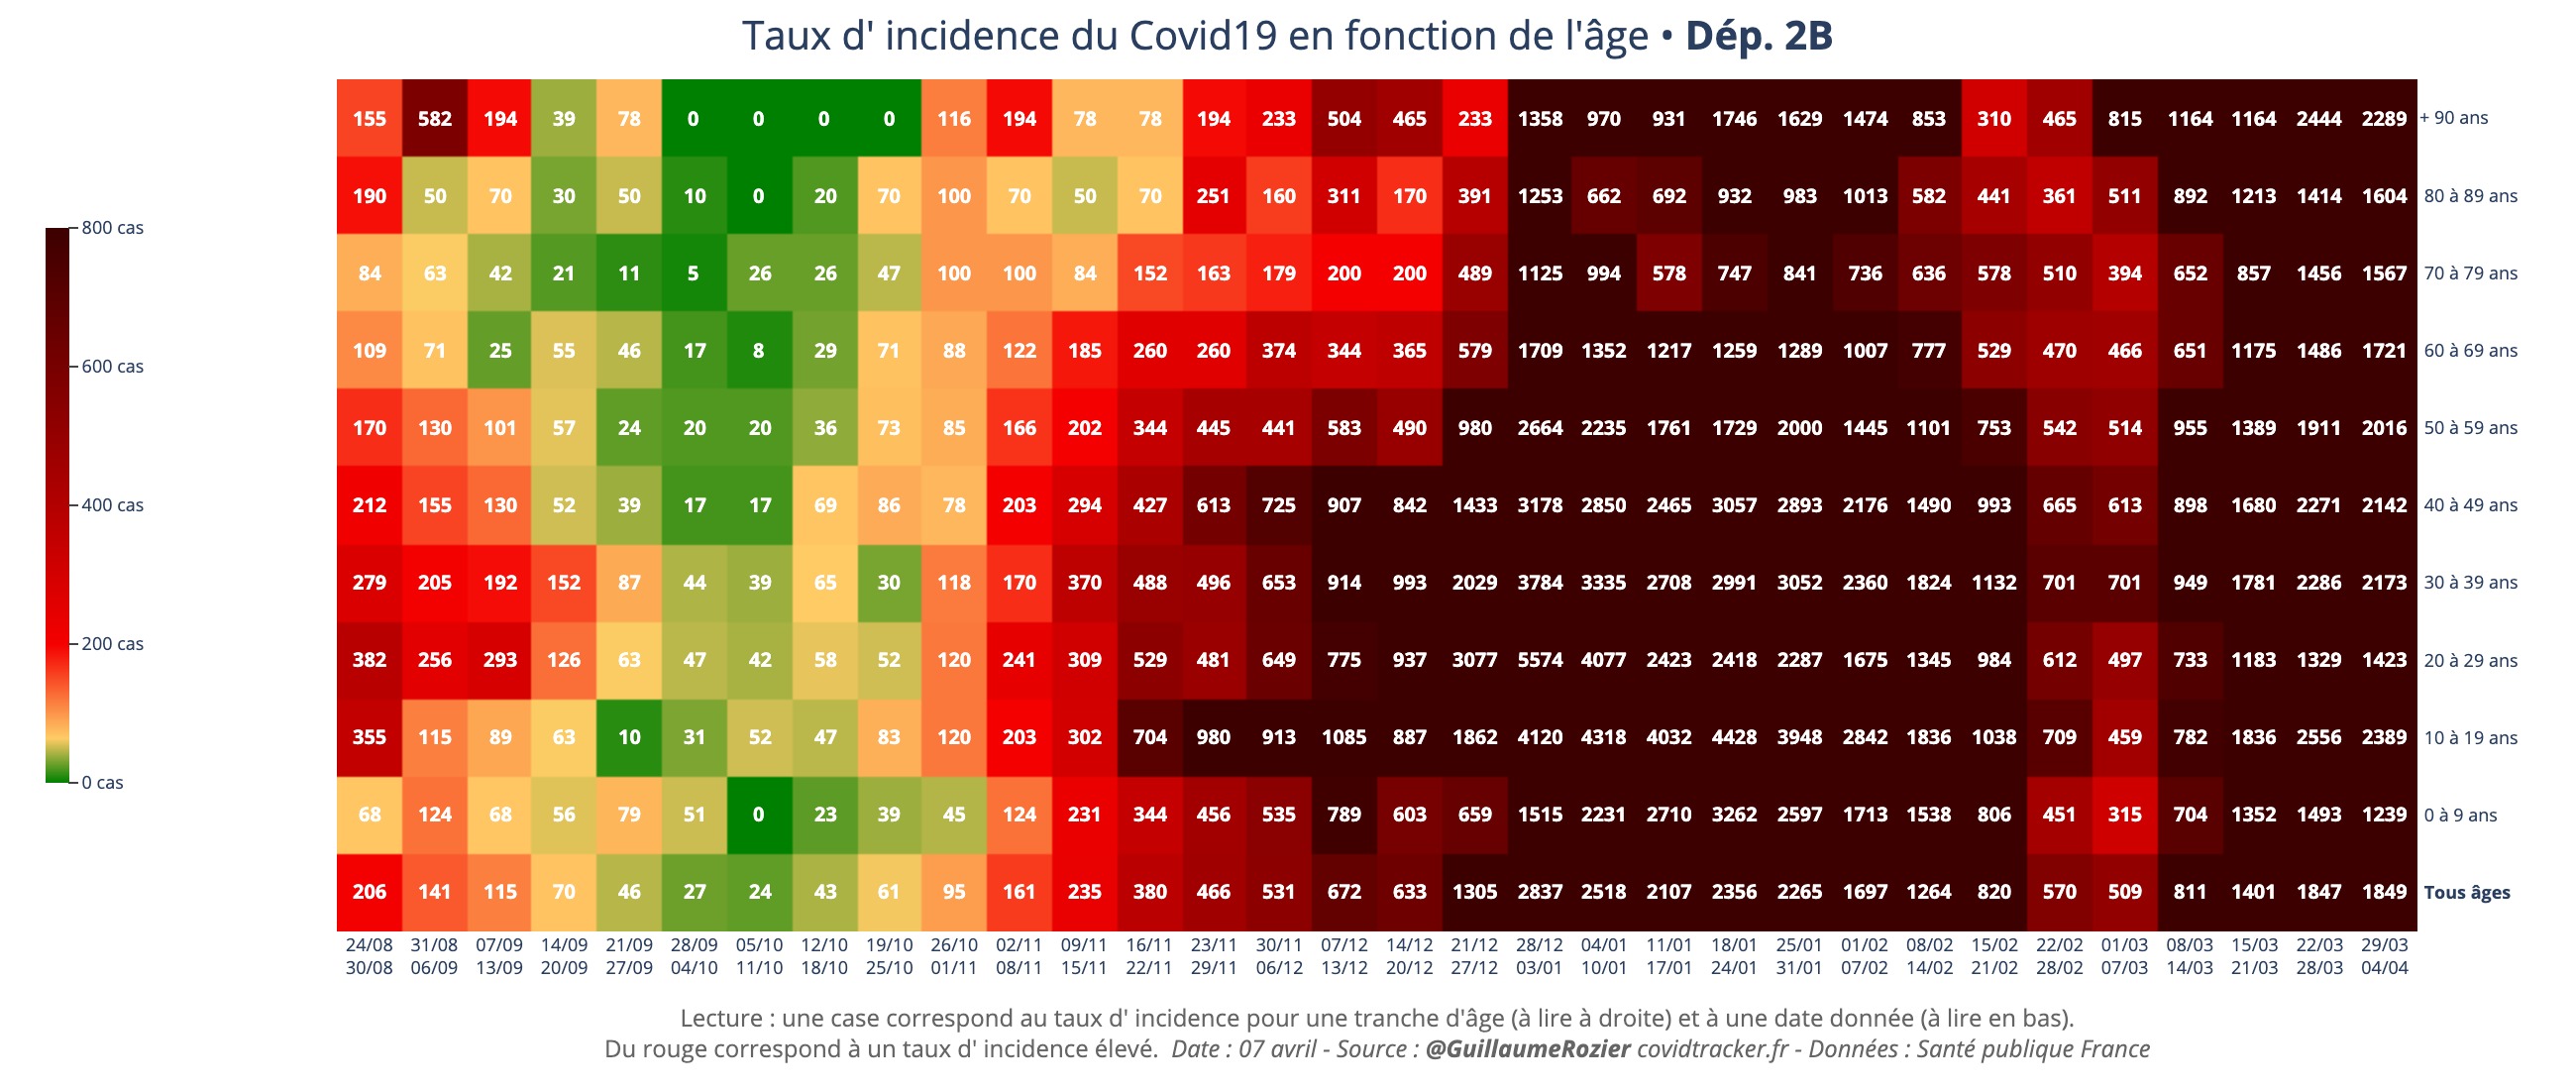 Taux d' incidence du Covid19 en fonction de l'âge • Dép. 2B
155 582 194 39 78 0 0 0 0 116 194 78 78 194 233 504 465 233 1358 970 931 1746 1629 1474 853 310 465 815 1164 1164 2444 2289 + 90 ans
190 50 70 30 50 10 0 20 70 100 70 50 70 251 160 311 170 391 1253 662 692 932 983 1013 582 441 361 511 892 1213 1414 1604 80 à 89 ans
800 cas
84 63 42 21 11 5 26 26 47 100 100 84 152 163 179 200 200 489 1125 994 578 747 841 736 636 578 510 394 652 857 1456 1567 70 à 79 ans
109 71 25 55 46 17 8 29 71 88 122 185 260 260 374 344 365 579 1709 1352 1217 1259 1289 1007 777 529 470 466 651 1175 1486 1721 60 à 69 ans
600 cas
170 130 101 57 24 20 20 36 73 85 166 202 344 445 441 583 490 980 2664 2235 1761 1729 2000 1445 1101 753 542 514 955 1389 1911 2016 50 à 59 ans
400 cas
212 155 130 52 39 17 17 69 86 78 203 294 427 613 725 907 842 1433 3178 2850 2465 3057 2893 2176 1490 993 665 613 898 1680 2271 2142 40 à 49 ans
279 205 192 152 87 44 39 65 30 118 170 370 488 496 653 914 993 2029 3784 3335 2708 2991 3052 2360 1824 1132 701 701 949 1781 2286 2173 30 à 39 ans
200 cas
382 256 293 126 63 47 42 58 52 120 241 309 529 481 649 775 937 3077 5574 4077 2423 2418 2287 1675 1345 984 612 497 733 1183 1329 1423 20 à 29 ans
355 115 89 63 10 31 52 47 83 120 203 302 704 980 913 1085 887 1862 4120 4318 4032 4428 3948 2842 1836 1038 709 459 782 1836 2556 2389 10 à 19 ans
0 cas
68 124 68 56 79 51 0 23 39 45 124 231 344 456 535 789 603 659 1515 2231 2710 3262 2597 1713 1538 806 451 315 704 1352 1493 1239 0 à 9 ans
206 141 115 70 46 27 24 43 61 95 161 235 380 466 531 672 633 1305 2837 2518 2107 2356 2265 1697 1264 820 570 509 811 1401 1847 1849 Tous âges
24/08 31/08 07/09 14/09 21/09 28/09 05/10 12/10 19/10 26/10 02/11 09/11 16/11 23/11 30/11 07/12 14/12 21/12 28/12 04/01 11/01 18/01 25/01 01/02 08/02 15/02 22/02 01/03 08/03 15/03 22/03 29/03
30/08 06/09 13/09 20/09 27/09 04/10 11/10 18/10 25/10 01/11 08/11 15/11 22/11 29/11 06/12 13/12 20/12 27/12 03/01 10/01 17/01 24/01 31/01 07/02 14/02 21/02 28/02 07/03 14/03 21/03 28/03 04/04
Lecture : une case correspond au taux d' incidence pour une tranche d'âge (à lire à droite) et à une date donnée (à lire en bas).
Du rouge correspond à un taux d' incidence élevé. Date : 07 avril - Source : @GuillaumeRozier covidtracker.fr - Données : Santé publique France